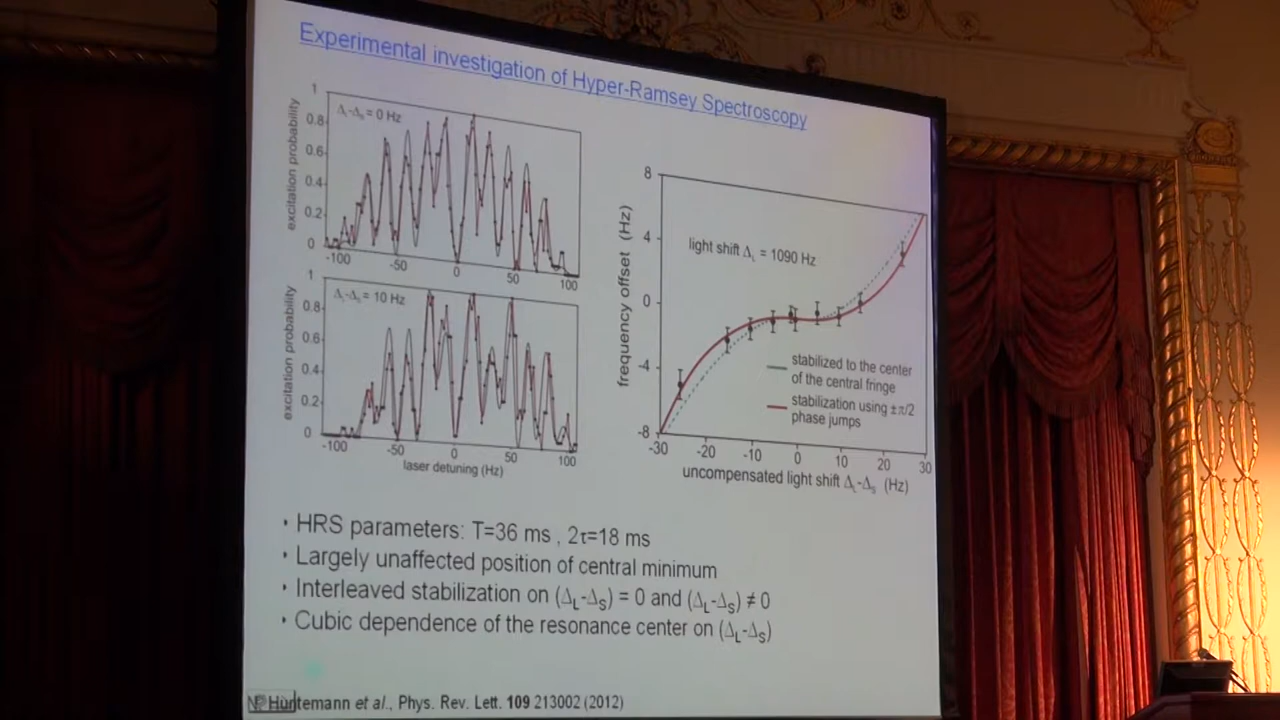 Experimental investigation of Hyper-Ramsey Spectroscopy
excitation probability
1
0.8
0.6
0.4
0.2
0
ΔL-ΔS = 0 Hz
-100
-50
0
50
100
excitation probability
1
0.8
0.6
0.4
0.2
0
ΔL-ΔS = 10 Hz
-100
-50
0
50
100
laser detuning (Hz)
frequency offset (Hz)
8
4
0
-4
-8
light shift ΔL = 1090 Hz
stabilized to the center
of the central fringe
stabilization using ±π/2
phase jumps
-30
-20
-10
0
10
20
30
uncompensated light shift ΔL-ΔS (Hz)
• HRS parameters: T=36 ms , 2τ=18 ms
• Largely unaffected position of central minimum
• Interleaved stabilization on (ΔL-ΔS) = 0 and (ΔL-ΔS) ≠ 0
• Cubic dependence of the resonance center on (ΔL-ΔS)
Huntemann et al., Phys. Rev. Lett. 109 213002 (2012)